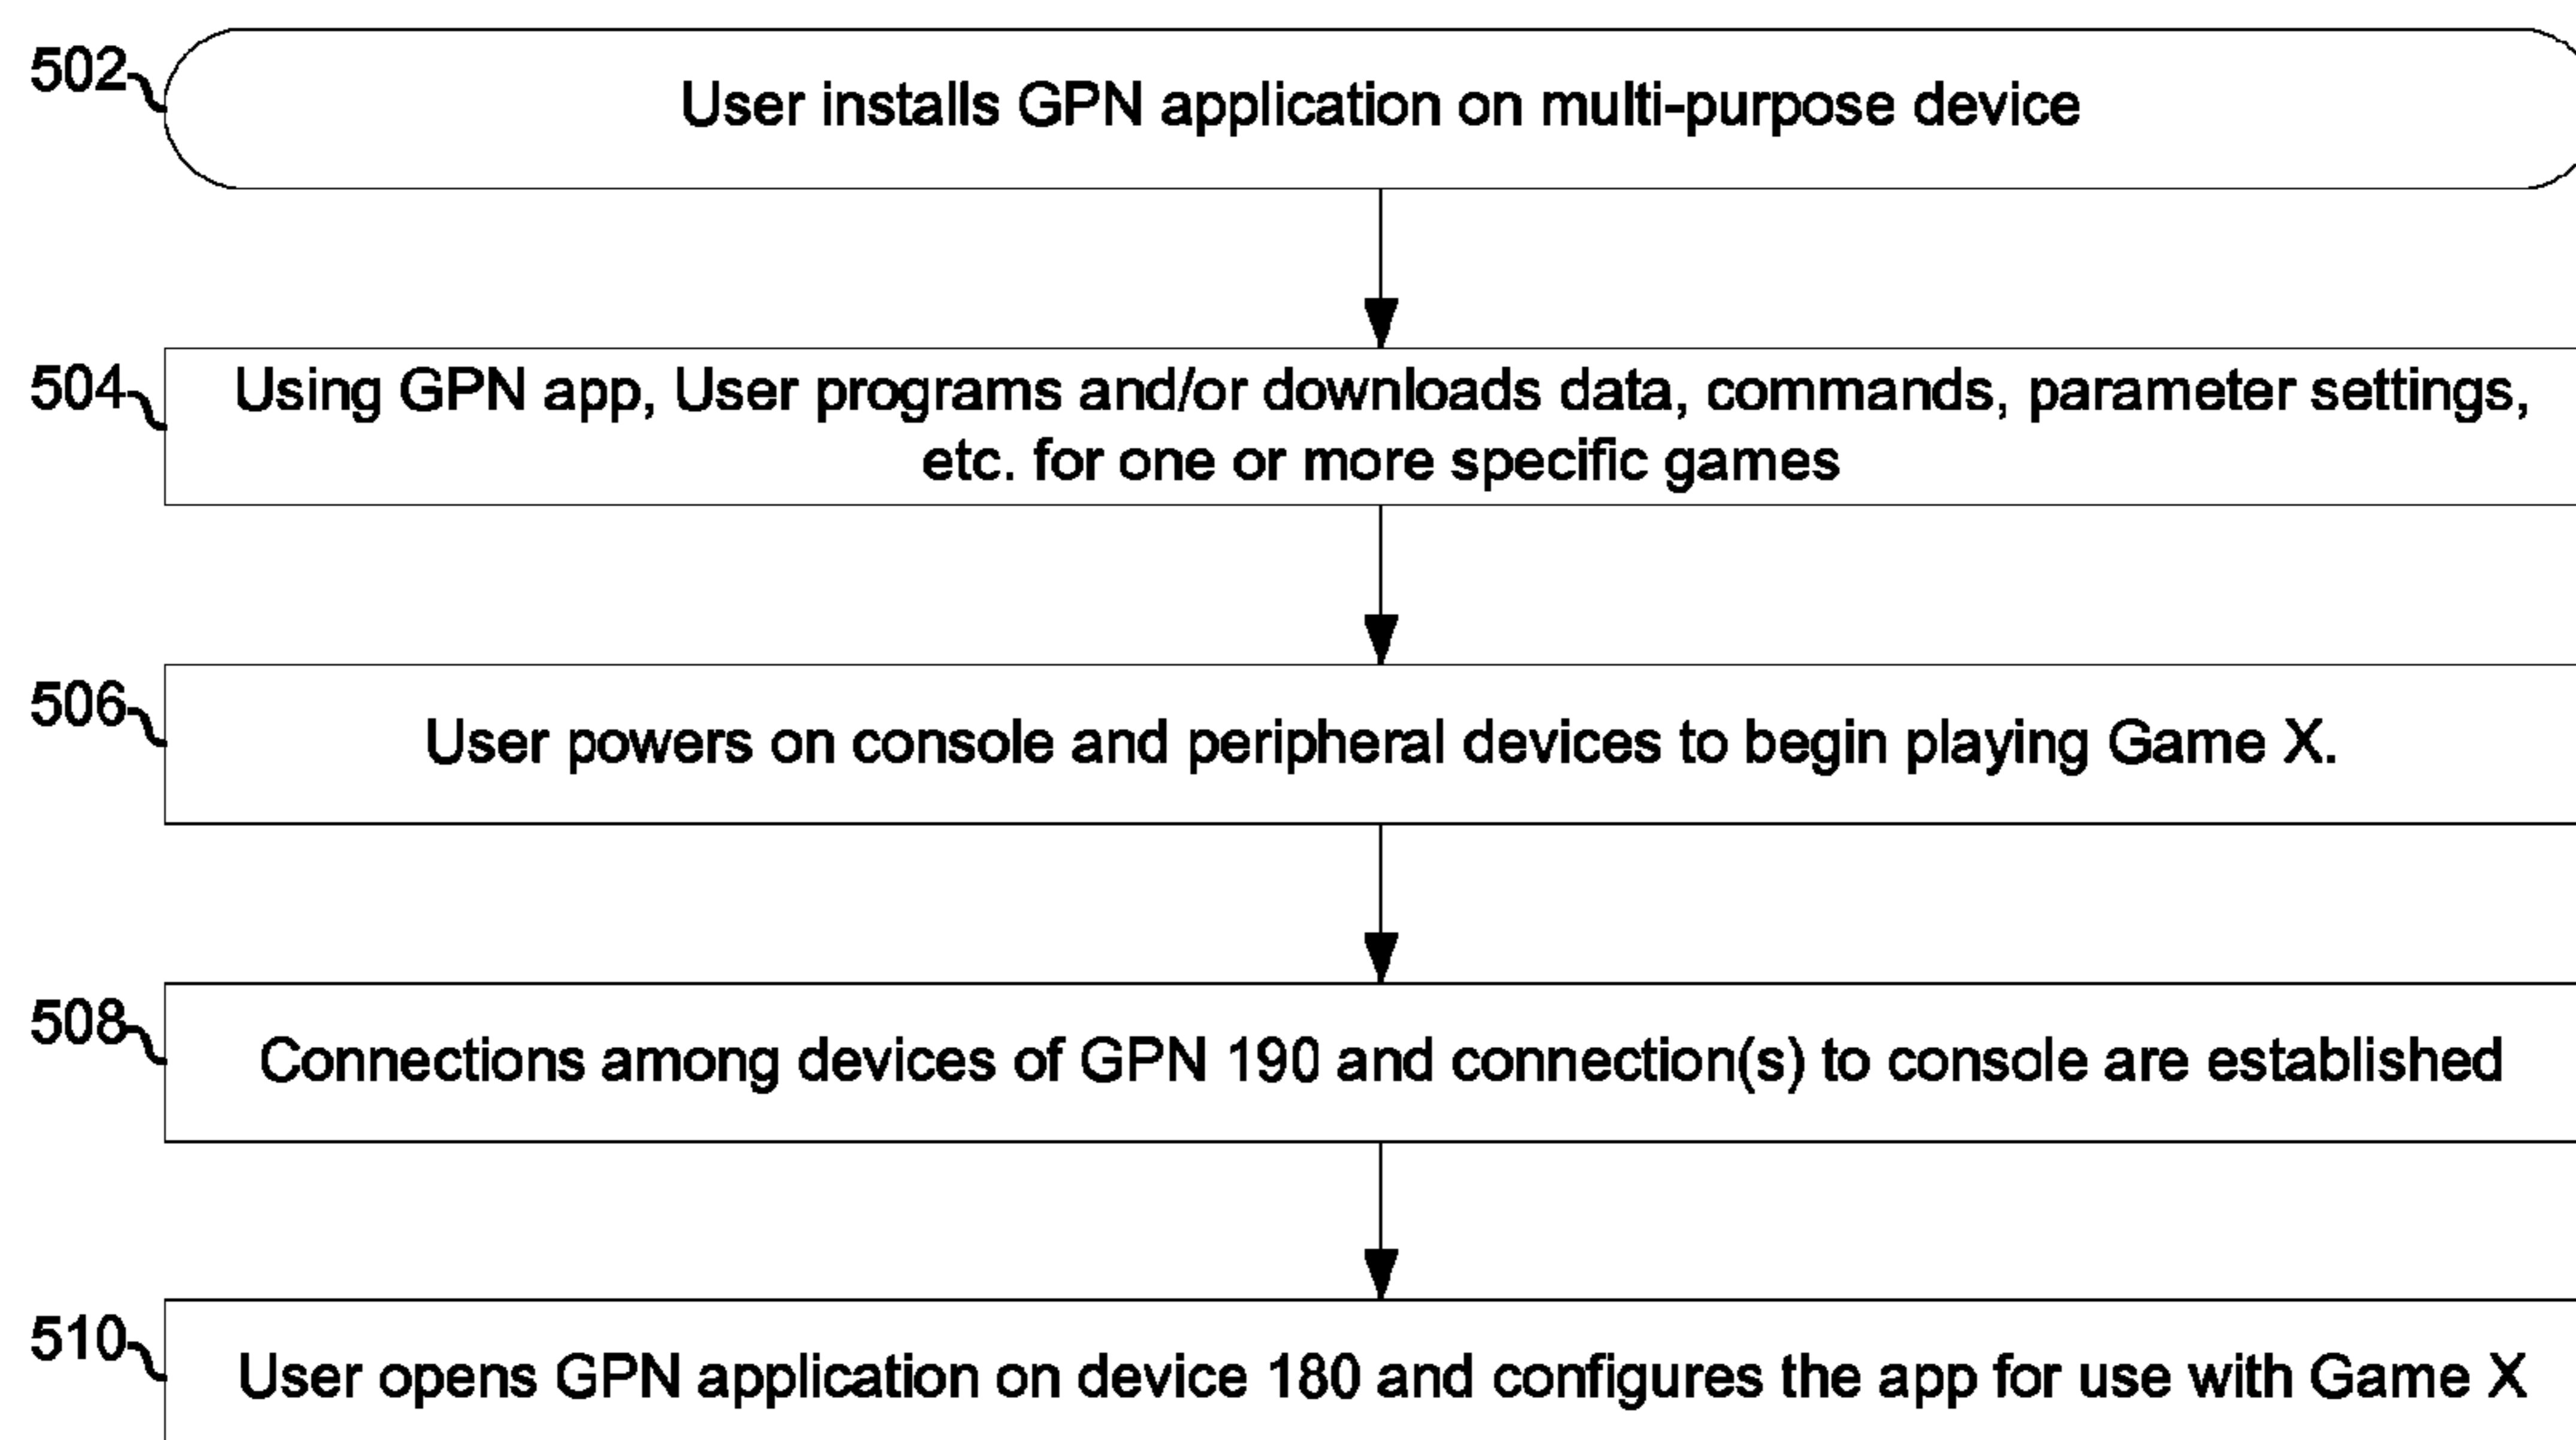 502
User installs GPN application on multi-purpose device
504
Using GPN app, User programs and/or downloads data, commands, parameter settings,
etc. for one or more specific games
506
User powers on console and peripheral devices to begin playing Game X.
508
Connections among devices of GPN 190 and connection(s) to console are established
510
User opens GPN application on device 180 and configures the app for use with Game X